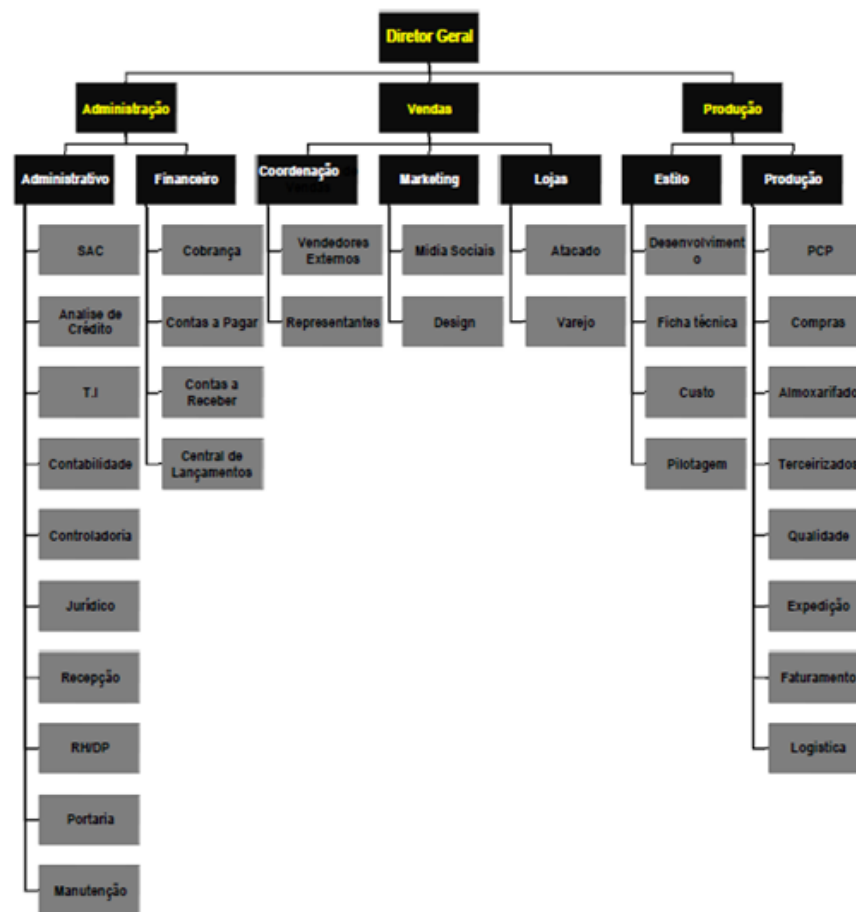 Diretor Geral
Administração
Vendas
Produção
Administrativo
Financeiro
Coordenação
Vendas
Marketing
Lojas
Estilo
Produção
SAC
Analise de
Crédito
T.I
Contabilidade
Controladoria
Jurídico
Recepção
RH/DP
Portaria
Manutenção
Cobrança
Contas a Pagar
Contas a
Receber
Central de
Lançamentos
Vendedores
Externos
Representantes
Mídia Sociais
Design
Atacado
Varejo
Desenvolviment
o
Ficha técnica
Custo
Pilotagem
PCP
Compras
Almoxarifado
Terceirizados
Qualidade
Expedição
Faturamento
Logística